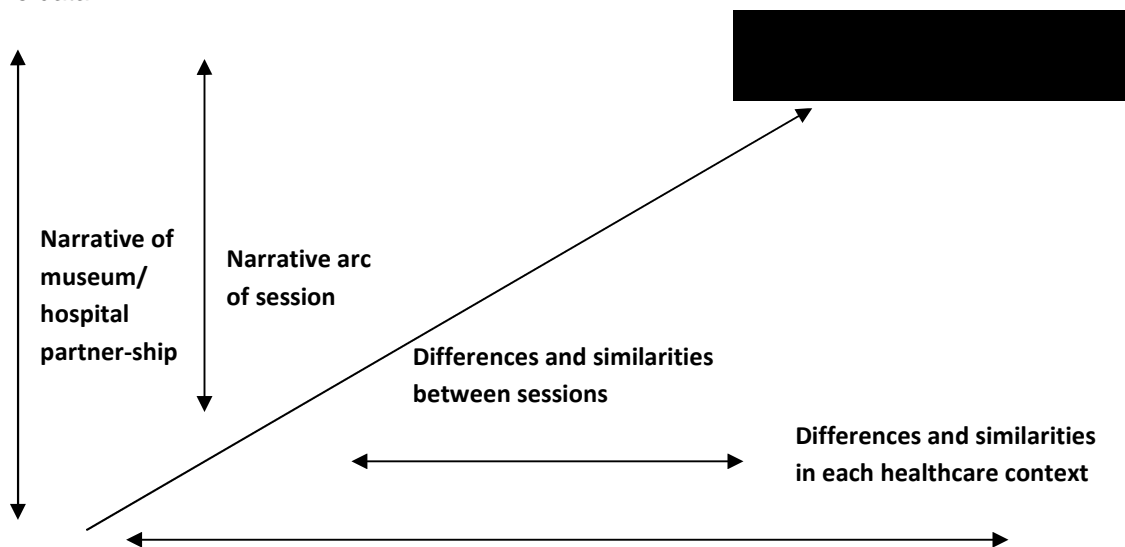 Narrative of
museum/
hospital
partner-ship
Narrative arc
of session
Differences and similarities
between sessions
Differences and similarities
in each healthcare context